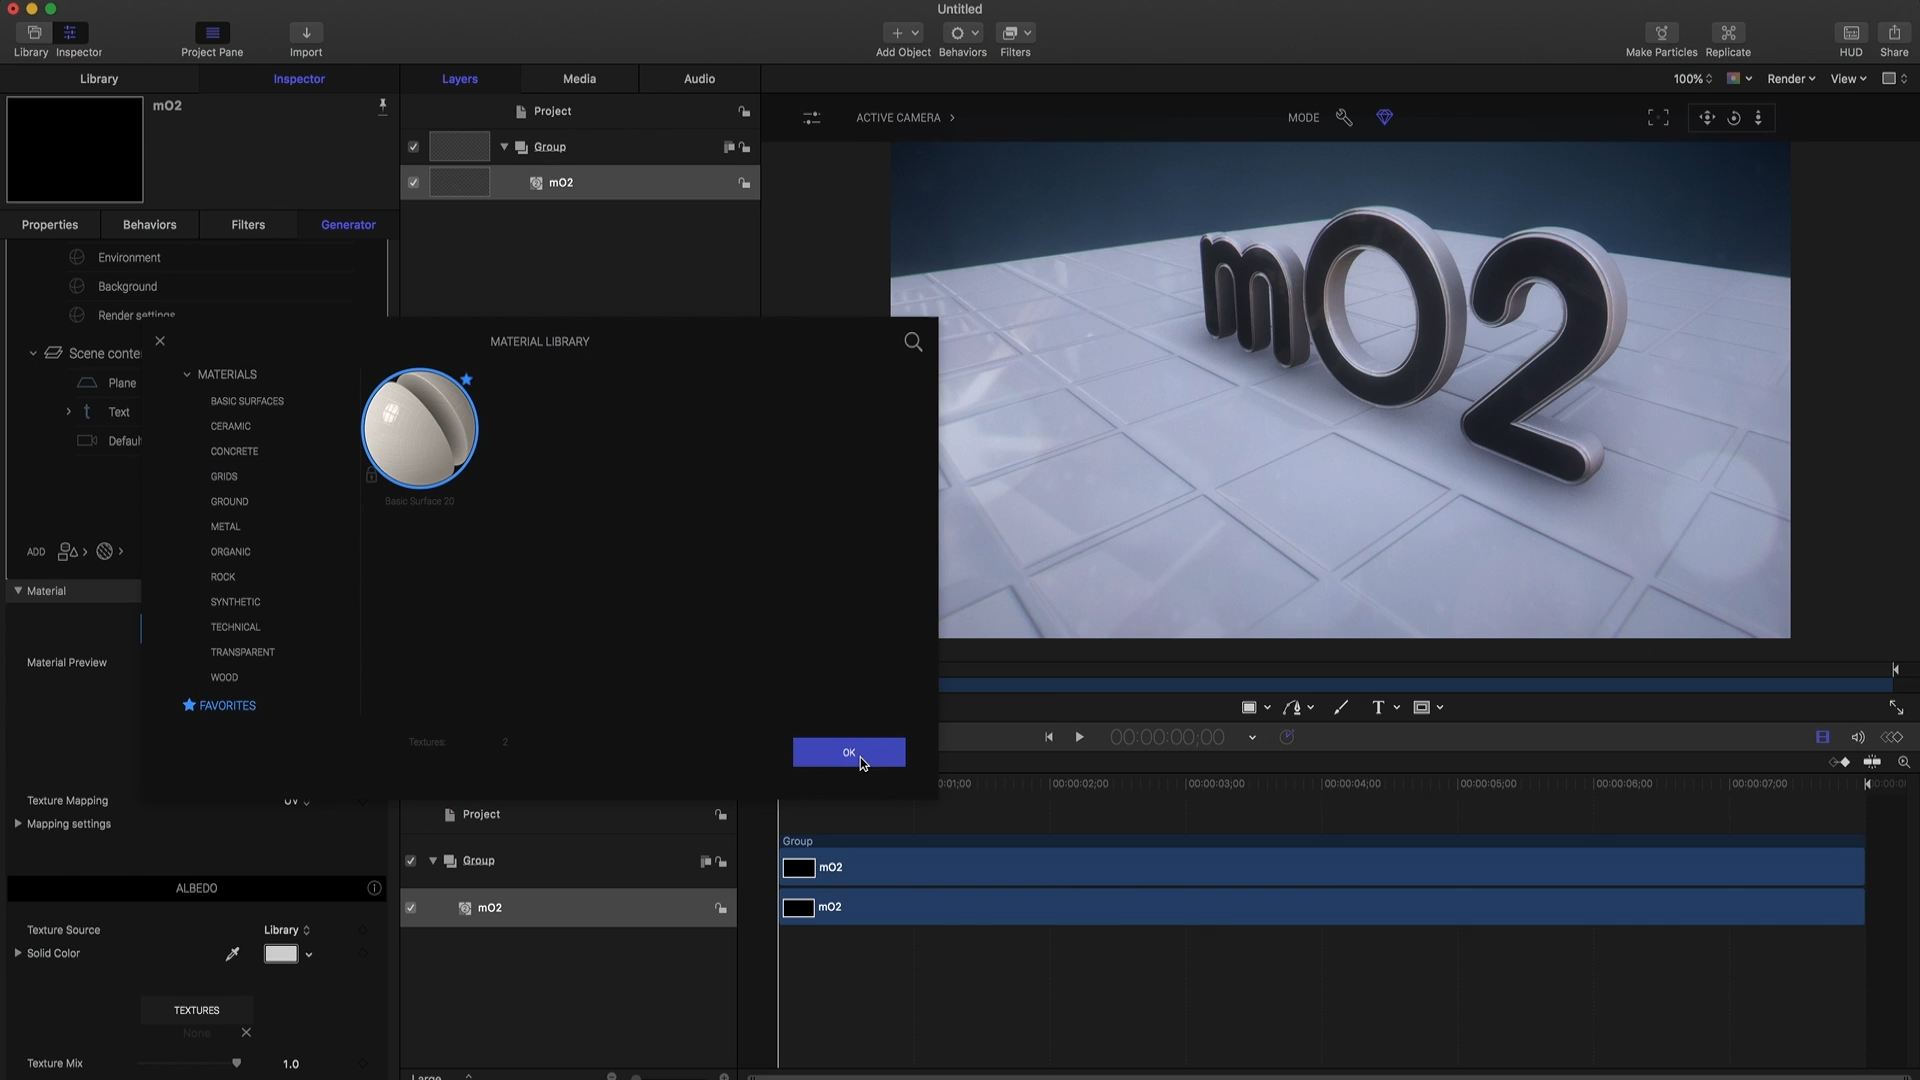 Untitled
Library
Inspector
Project Pane
Import
Add Object
Behaviors
Filters
Make Particles
Replicate
HUD
Share
Library
Inspector
Layers
Media
Audio
100%
Render
View
mO2
Project
ACTIVE CAMERA
MODE
Group
mO2
Properties
Behaviors
Filters
Generator
Environment
Background
Render settings
Scene conte
Plane
Text
Defaul
ADD
Material
Material Preview
MATERIAL LIBRARY
MATERIALS
BASIC SURFACES
CERAMIC
CONCRETE
GRIDS
GROUND
METAL
ORGANIC
ROCK
SYNTHETIC
TECHNICAL
TRANSPARENT
WOOD
FAVORITES
Basic Surface 20
Textures: 2
OK
mO2
00:00:00;00
0:01;00
00:00:02;00
00:00:03;00
00:00:04;00
00:00:05;00
00:00:06;00
00:00:07;00
Texture Mapping
UV
Mapping settings
ALBEDO
Texture Source
Library
Solid Color
TEXTURES
None
Texture Mix
1.0
Project
Group
mO2
Large
Group
mO2
mO2